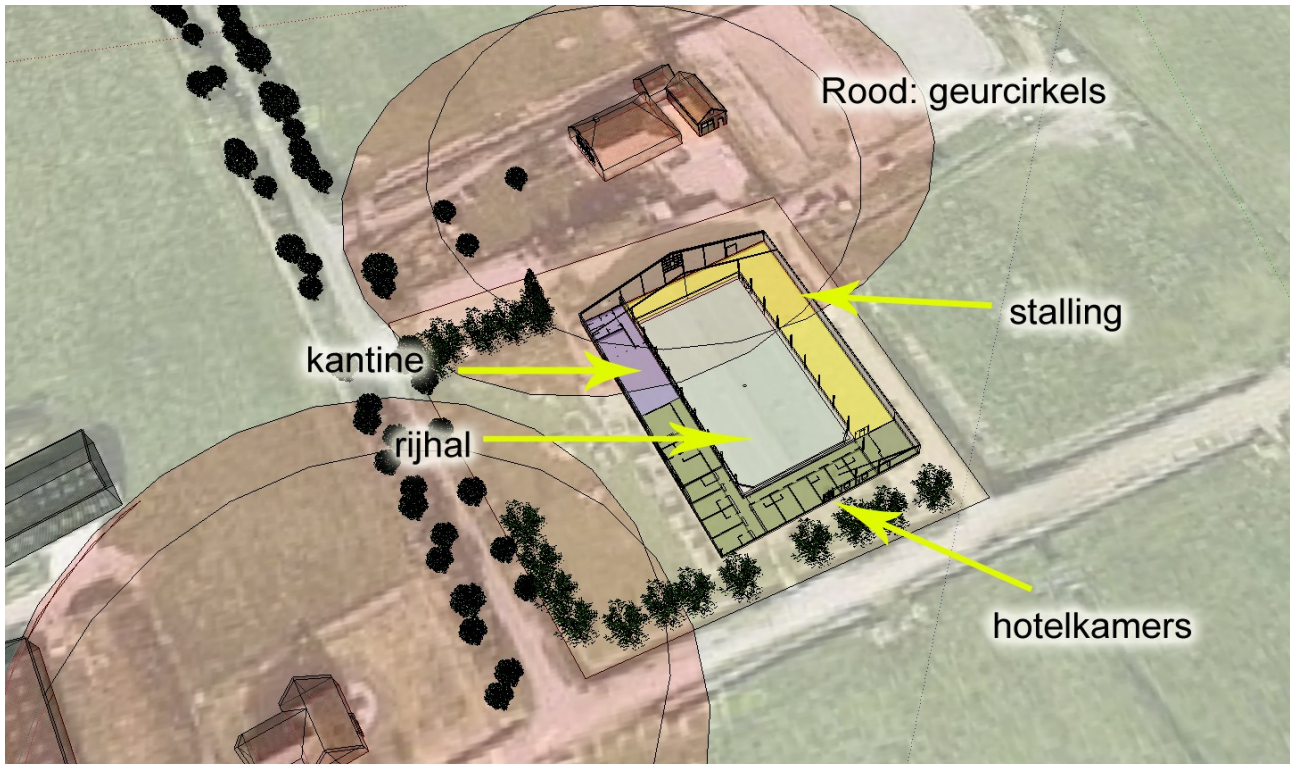 Rood: geurcirkels
stalling
kantine
rijhal
hotelkamers